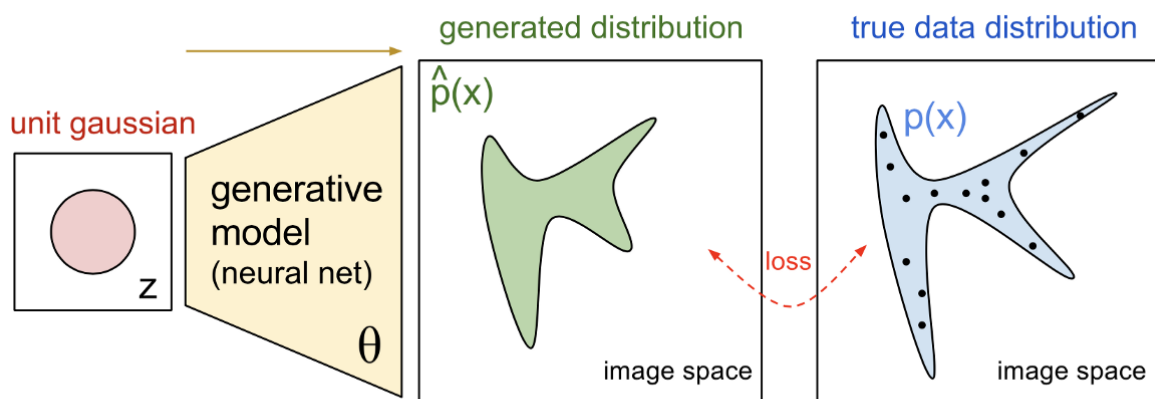 unit gaussian
z
generative
model
(neural net)
θ
generated distribution
p̂(x)
image space
loss
true data distribution
p(x)
image space